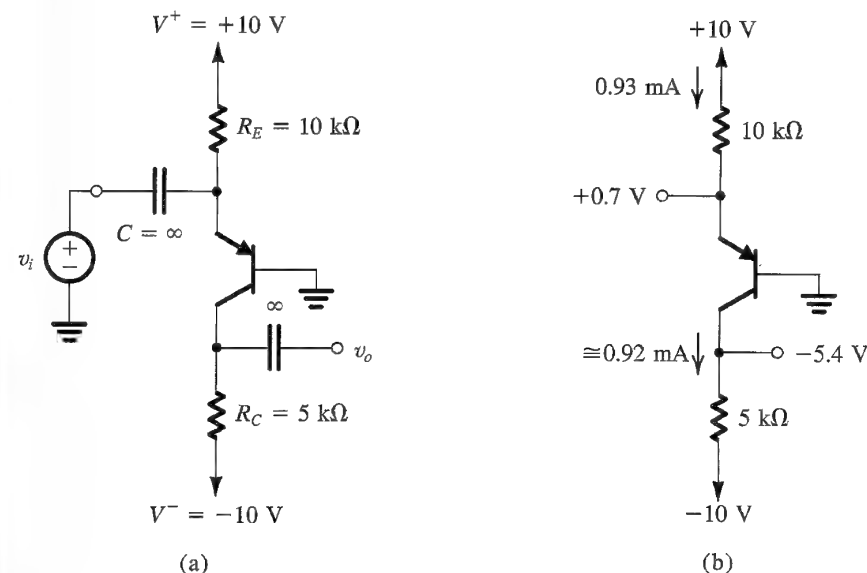 V⁺ = +10 V
R_E = 10 kΩ
C = ∞
+
−
v_i
∞
v_o
R_C = 5 kΩ
V⁻ = −10 V
(a)
+10 V
0.93 mA
10 kΩ
+0.7 V
≅0.92 mA
−5.4 V
5 kΩ
−10 V
(b)